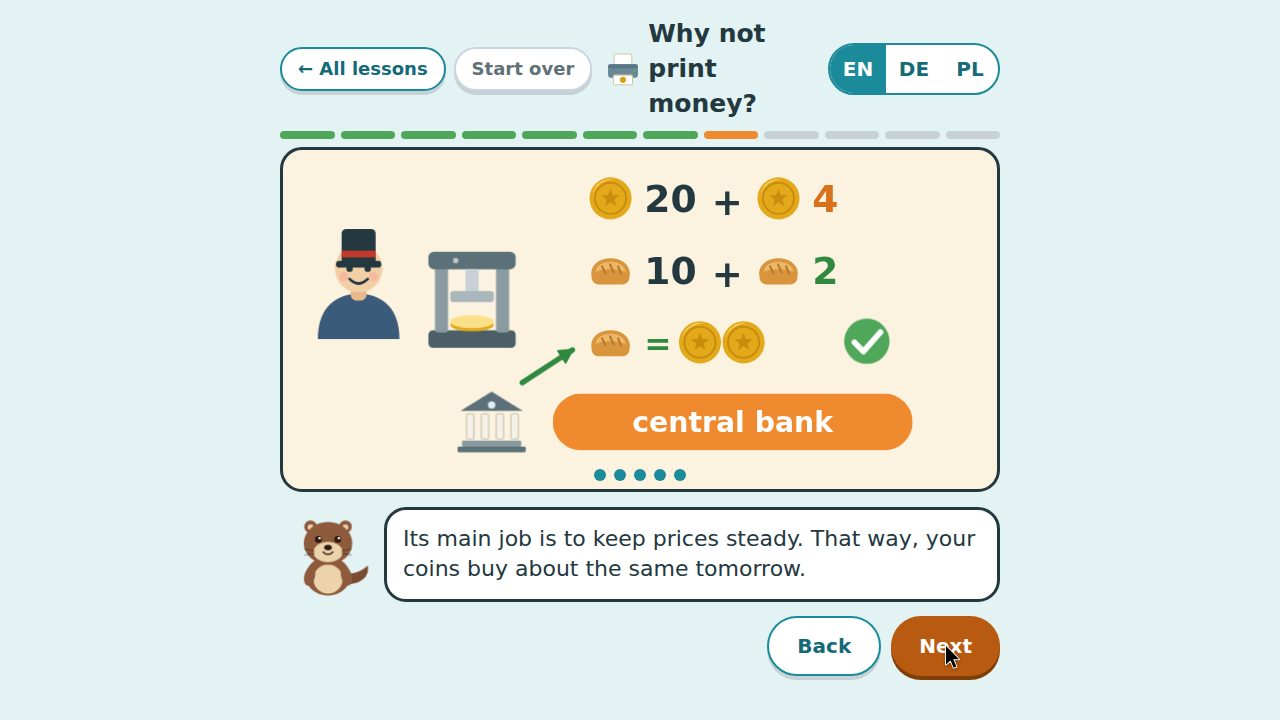 ← All lessons
Start over
Why not
print
money?
EN DE PL
20 + 4
10 + 2
=
central bank
Its main job is to keep prices steady. That way, your
coins buy about the same tomorrow.
Back
Next